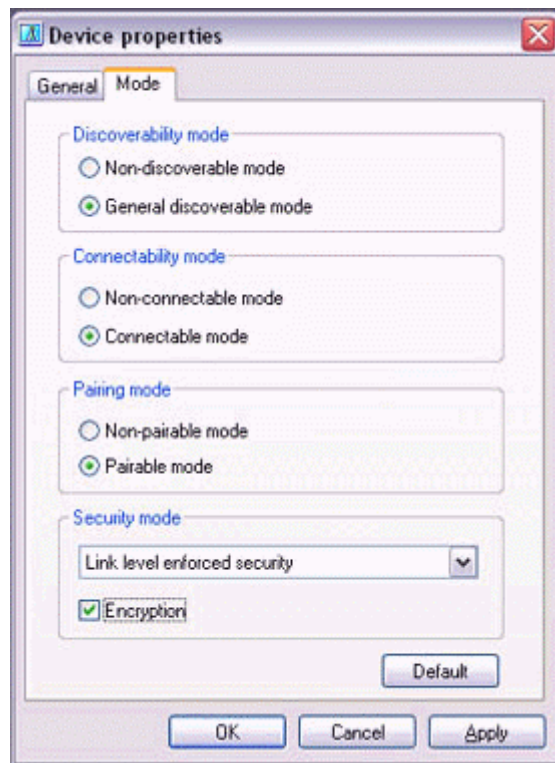 Device properties
General Mode
Discoverability mode
Non-discoverable mode
General discoverable mode
Connectability mode
Non-connectable mode
Connectable mode
Pairing mode
Non-pairable mode
Pairable mode
Security mode
Link level enforced security
Encryption
Default
OK Cancel Apply